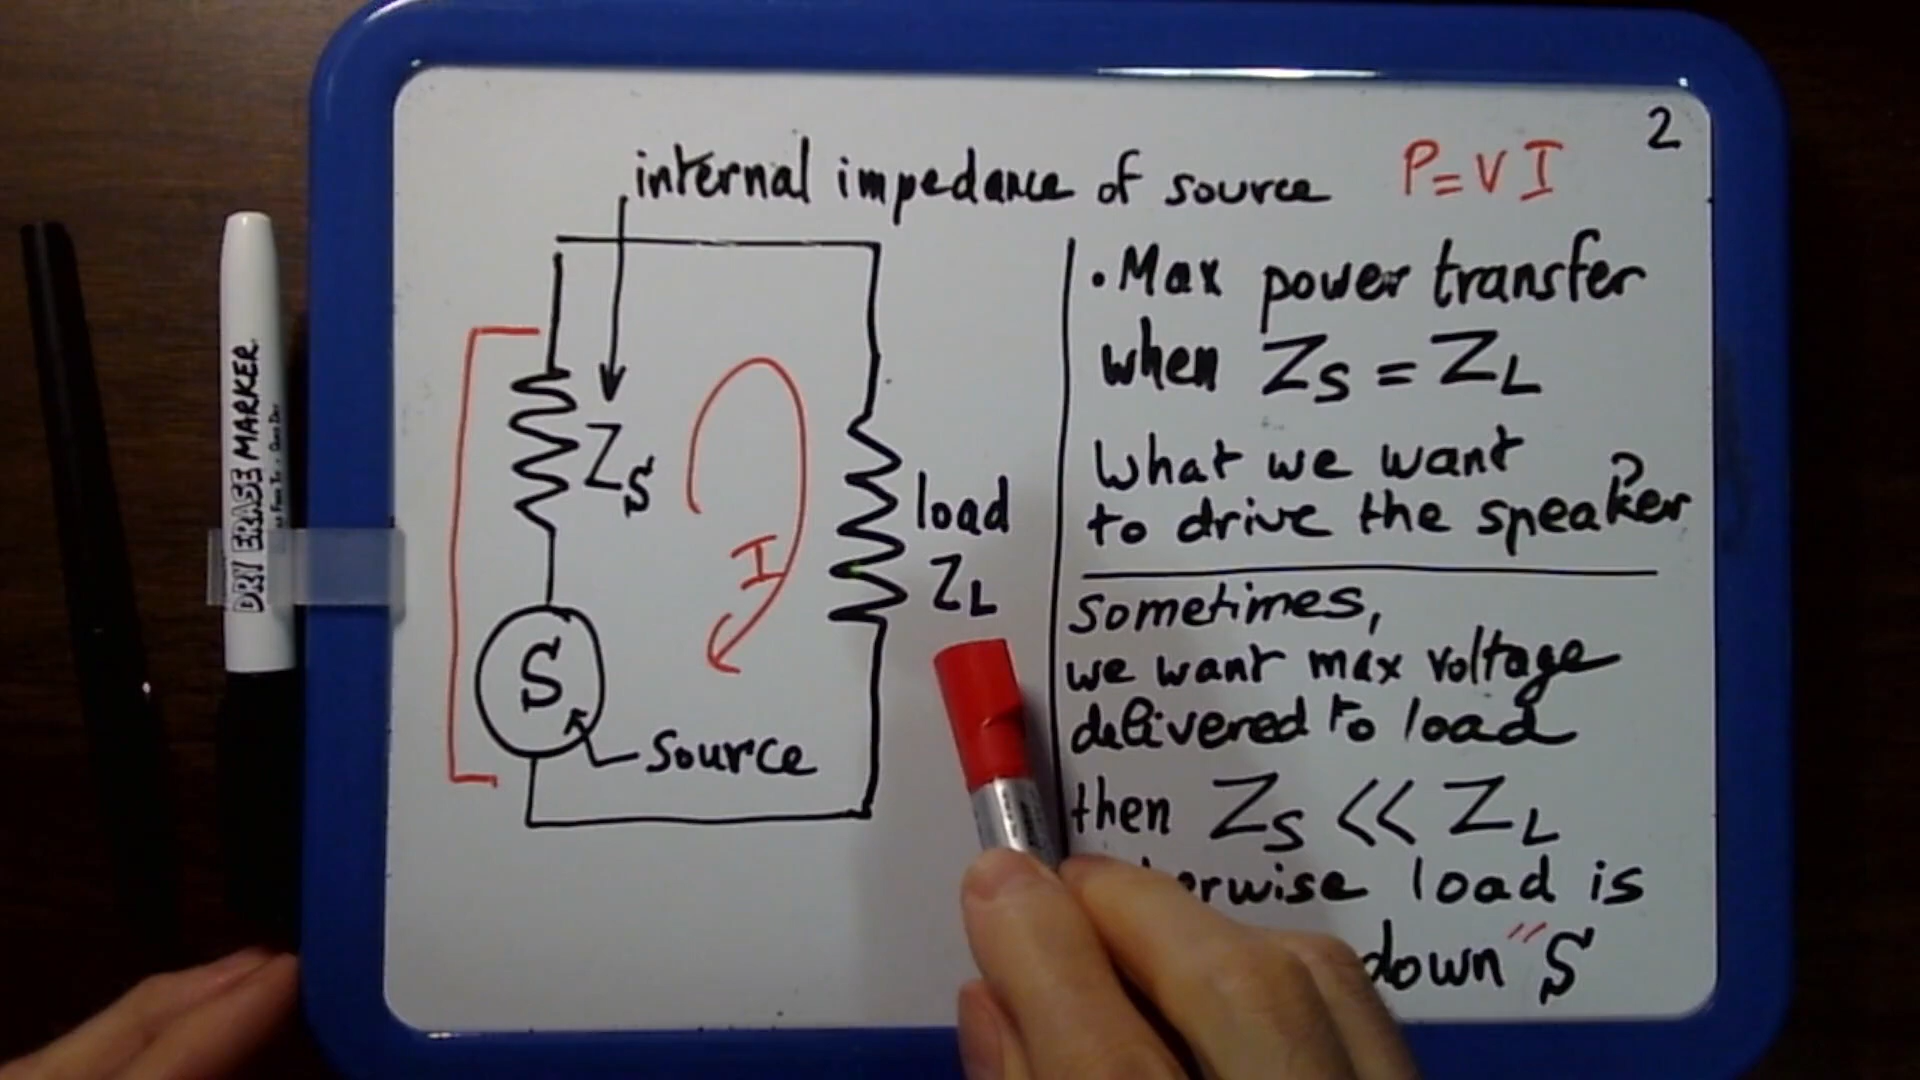 2
internal impedance of source
P=VI
ZS
load
ZL
I
S
Source
• Max power transfer
when ZS = ZL
What we want
to drive the speaker
Sometimes,
we want max voltage
delivered to load
then ZS << ZL
erwise load is
down" S
DRY ERASE MARKER